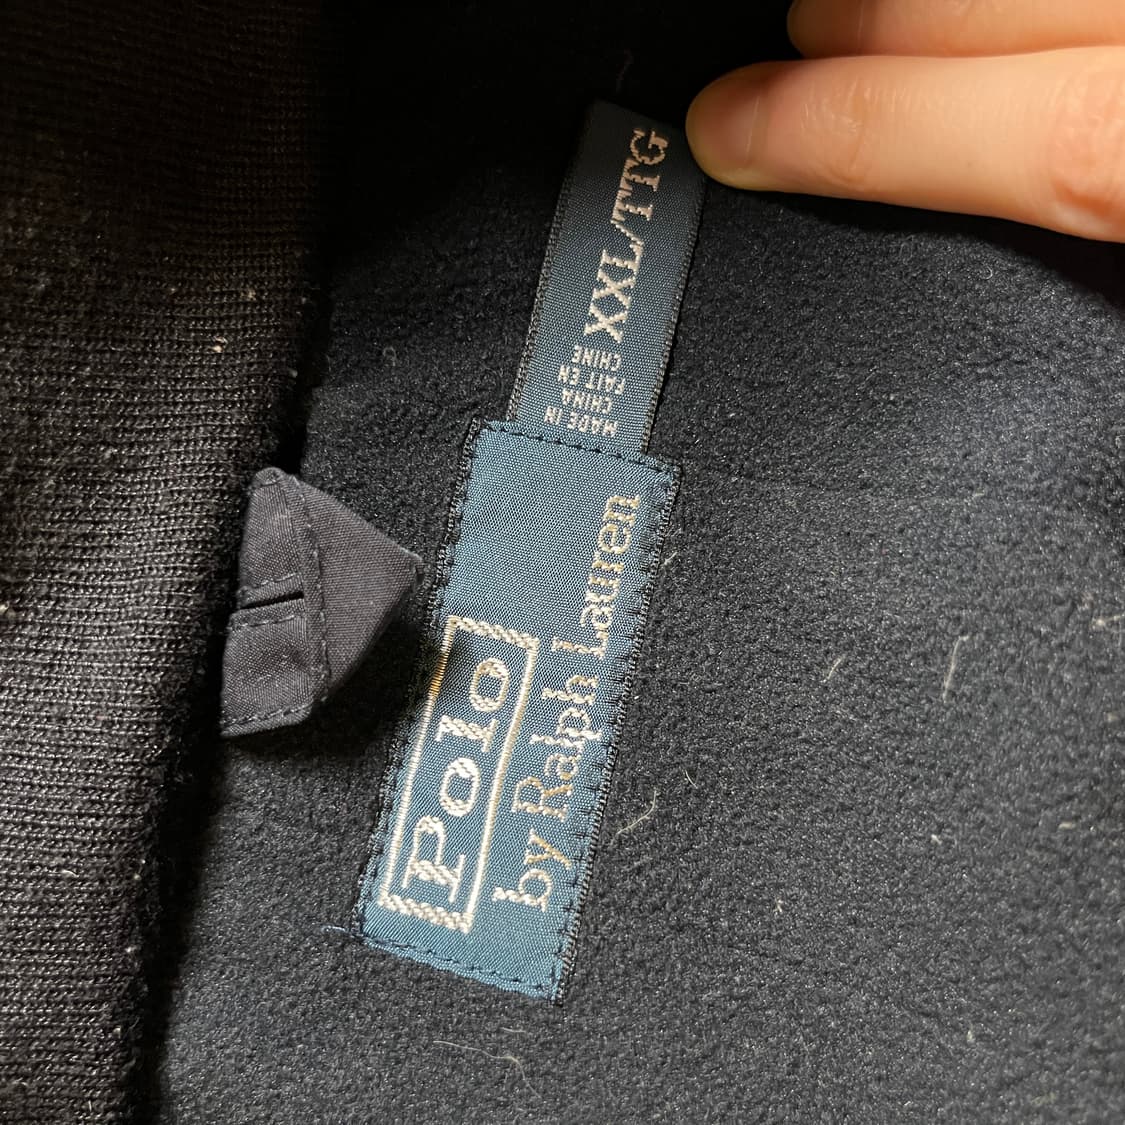 Polo
by Ralph Lauren
XXL/TTG
MADE IN
CHINA
FAIT EN
CHINE